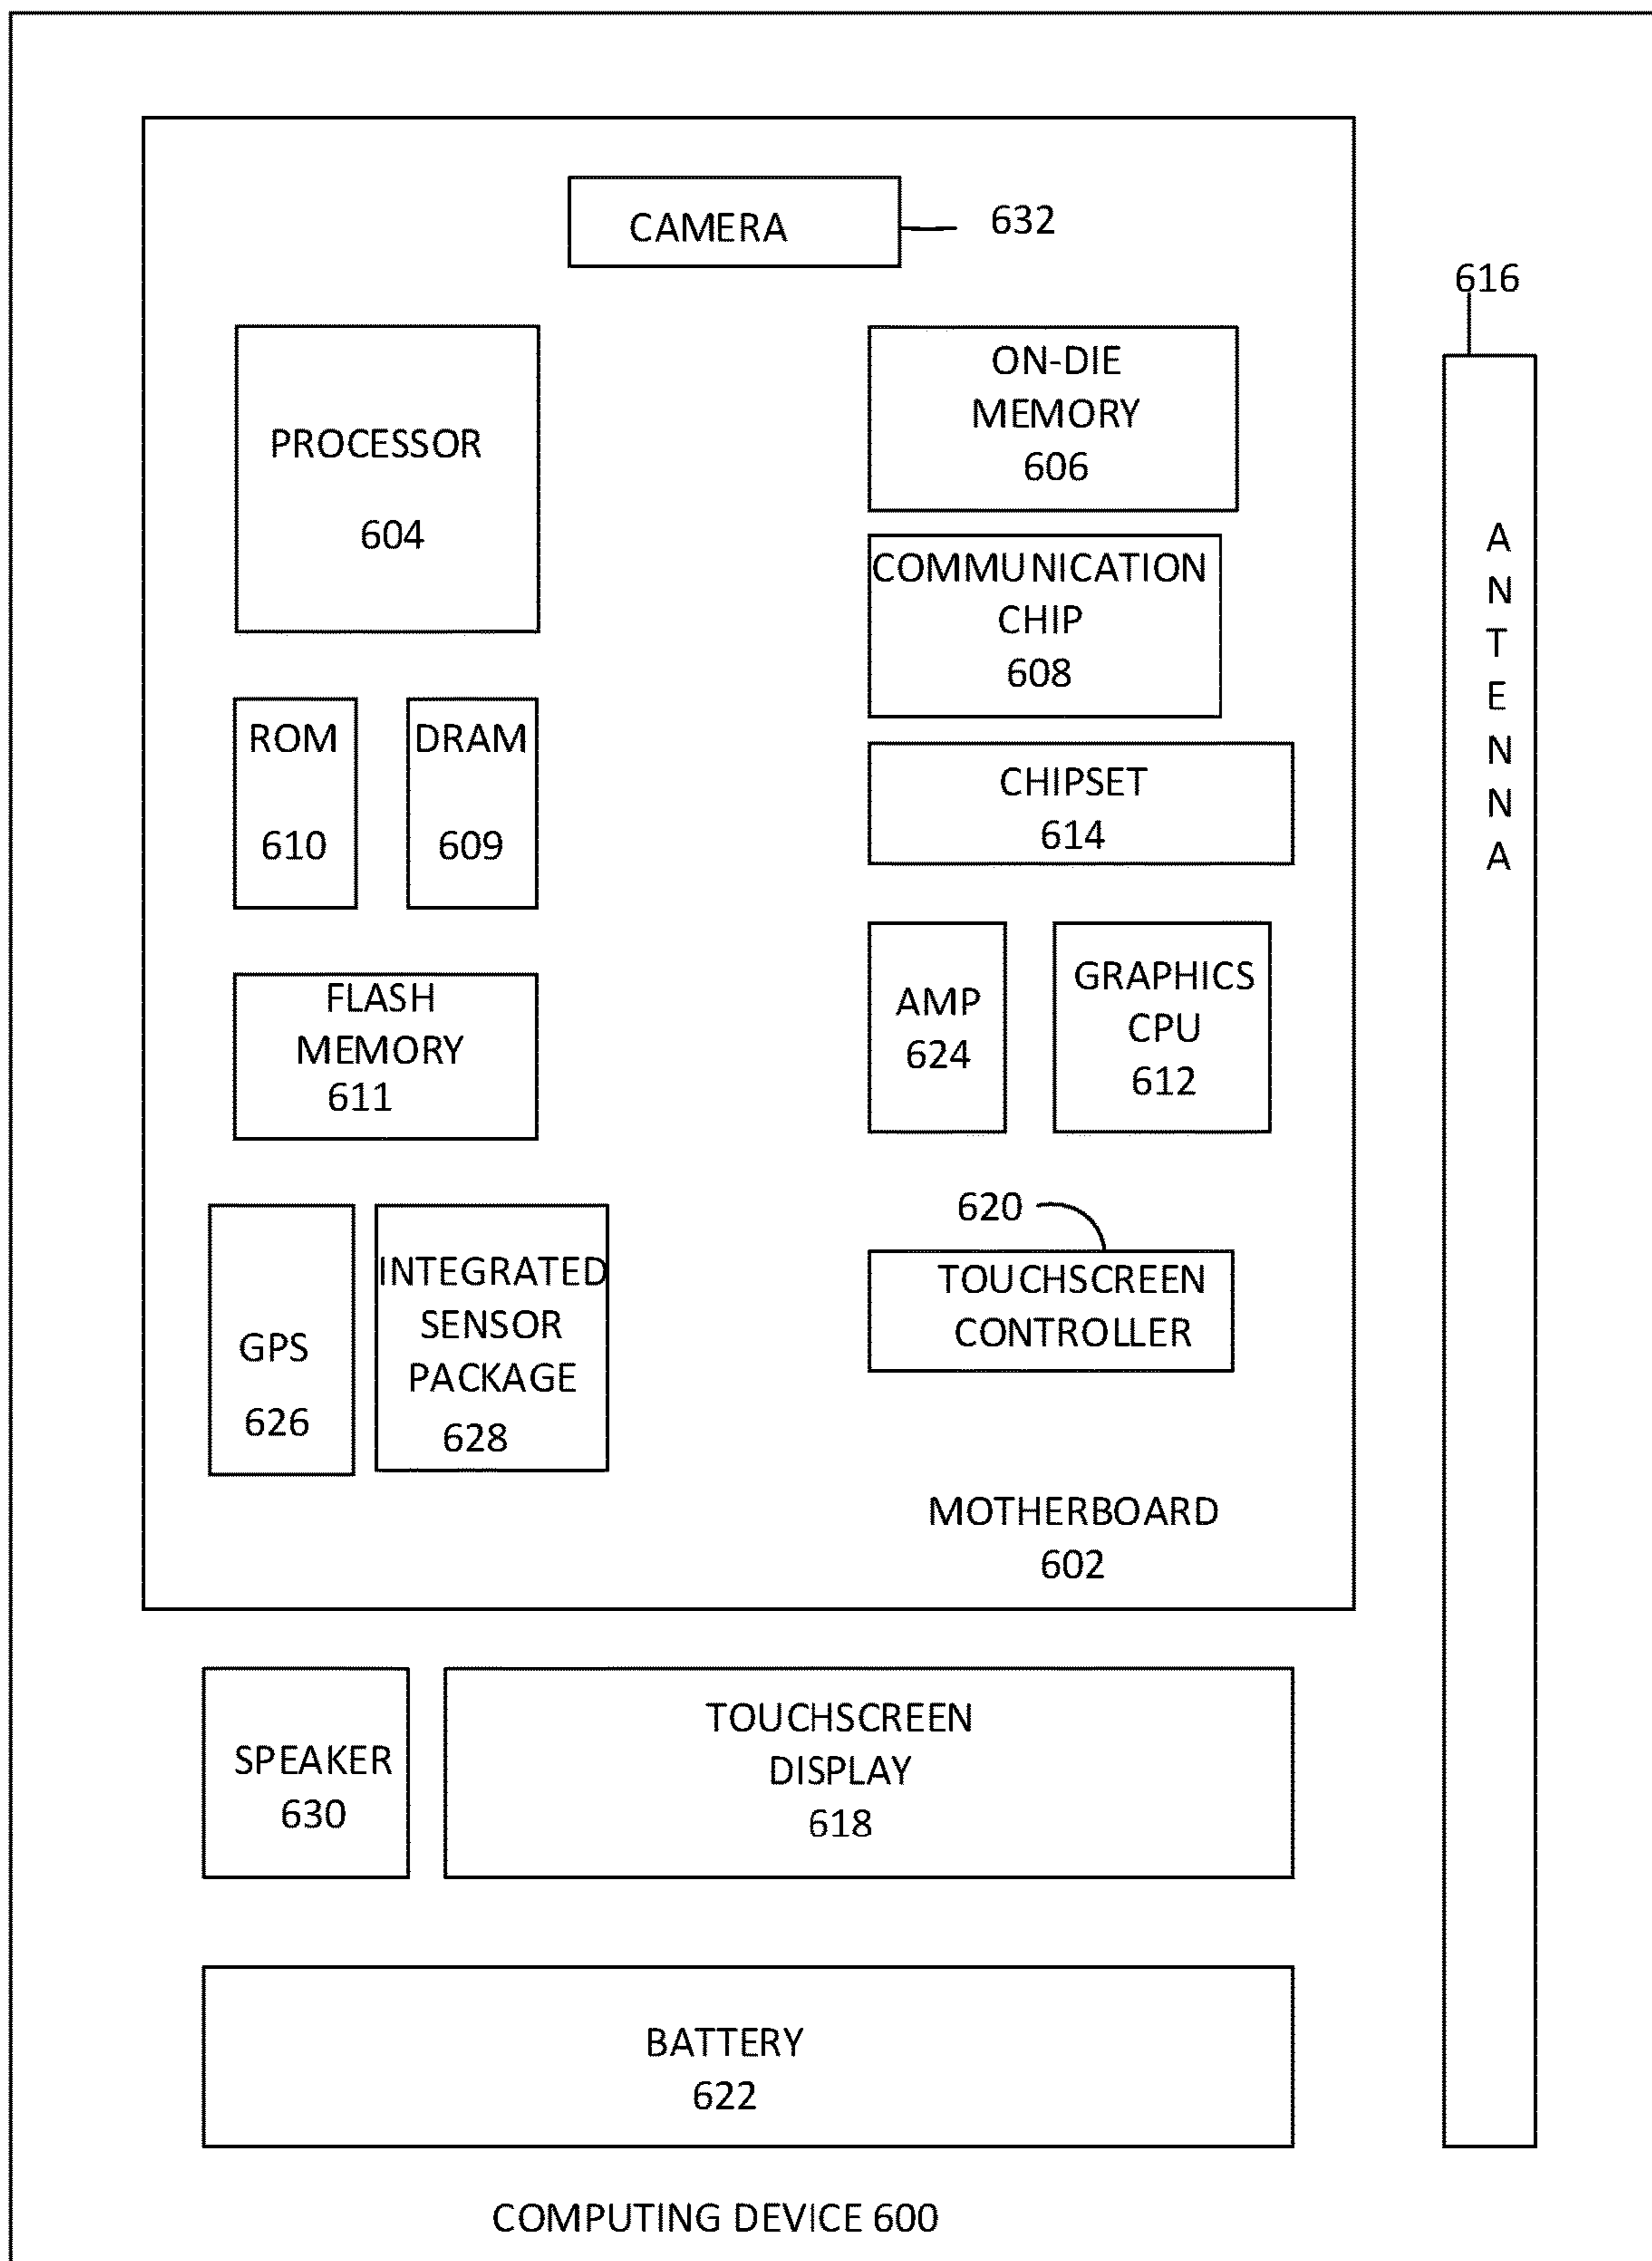 CAMERA
632
616
PROCESSOR
604
ON-DIE
MEMORY
606
COMMUNICATION
CHIP
608
ROM
610
DRAM
609
CHIPSET
614
FLASH
MEMORY
611
AMP
624
GRAPHICS
CPU
612
GPS
626
INTEGRATED
SENSOR
PACKAGE
628
620
TOUCHSCREEN
CONTROLLER
MOTHERBOARD
602
A
N
T
E
N
N
A
SPEAKER
630
TOUCHSCREEN
DISPLAY
618
BATTERY
622
COMPUTING DEVICE 600